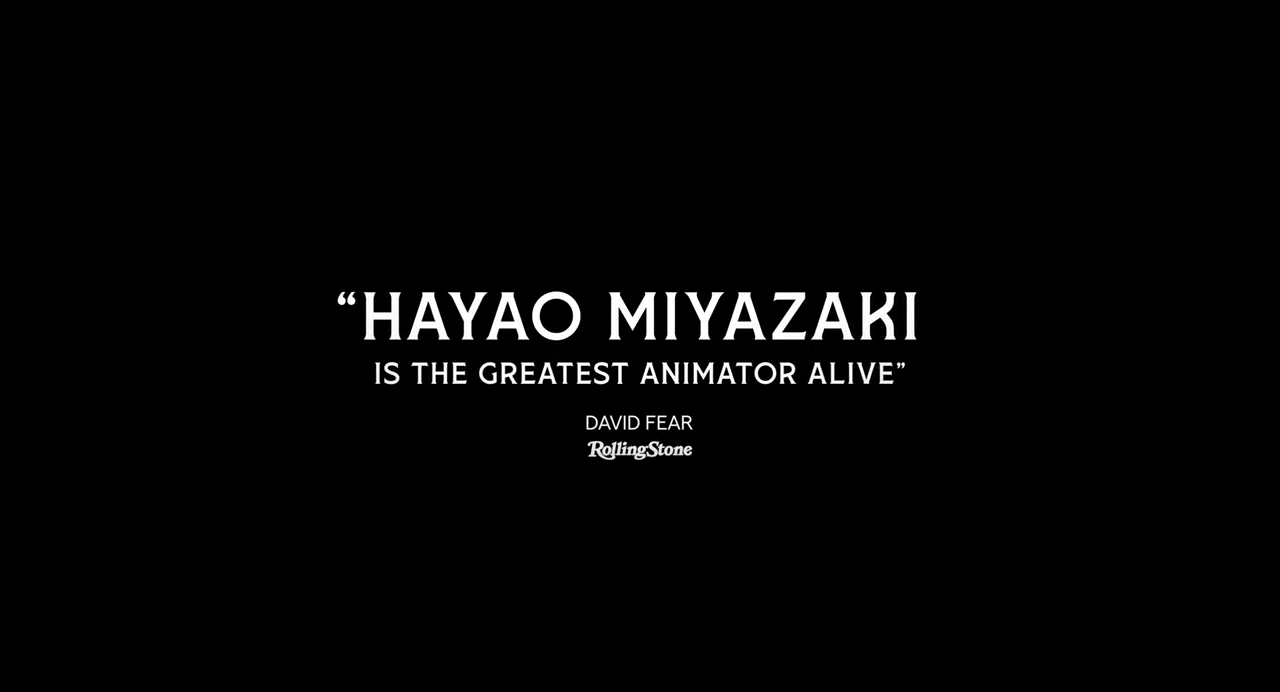 “HAYAO MIYAZAKI
IS THE GREATEST ANIMATOR ALIVE”
DAVID FEAR
RollingStone